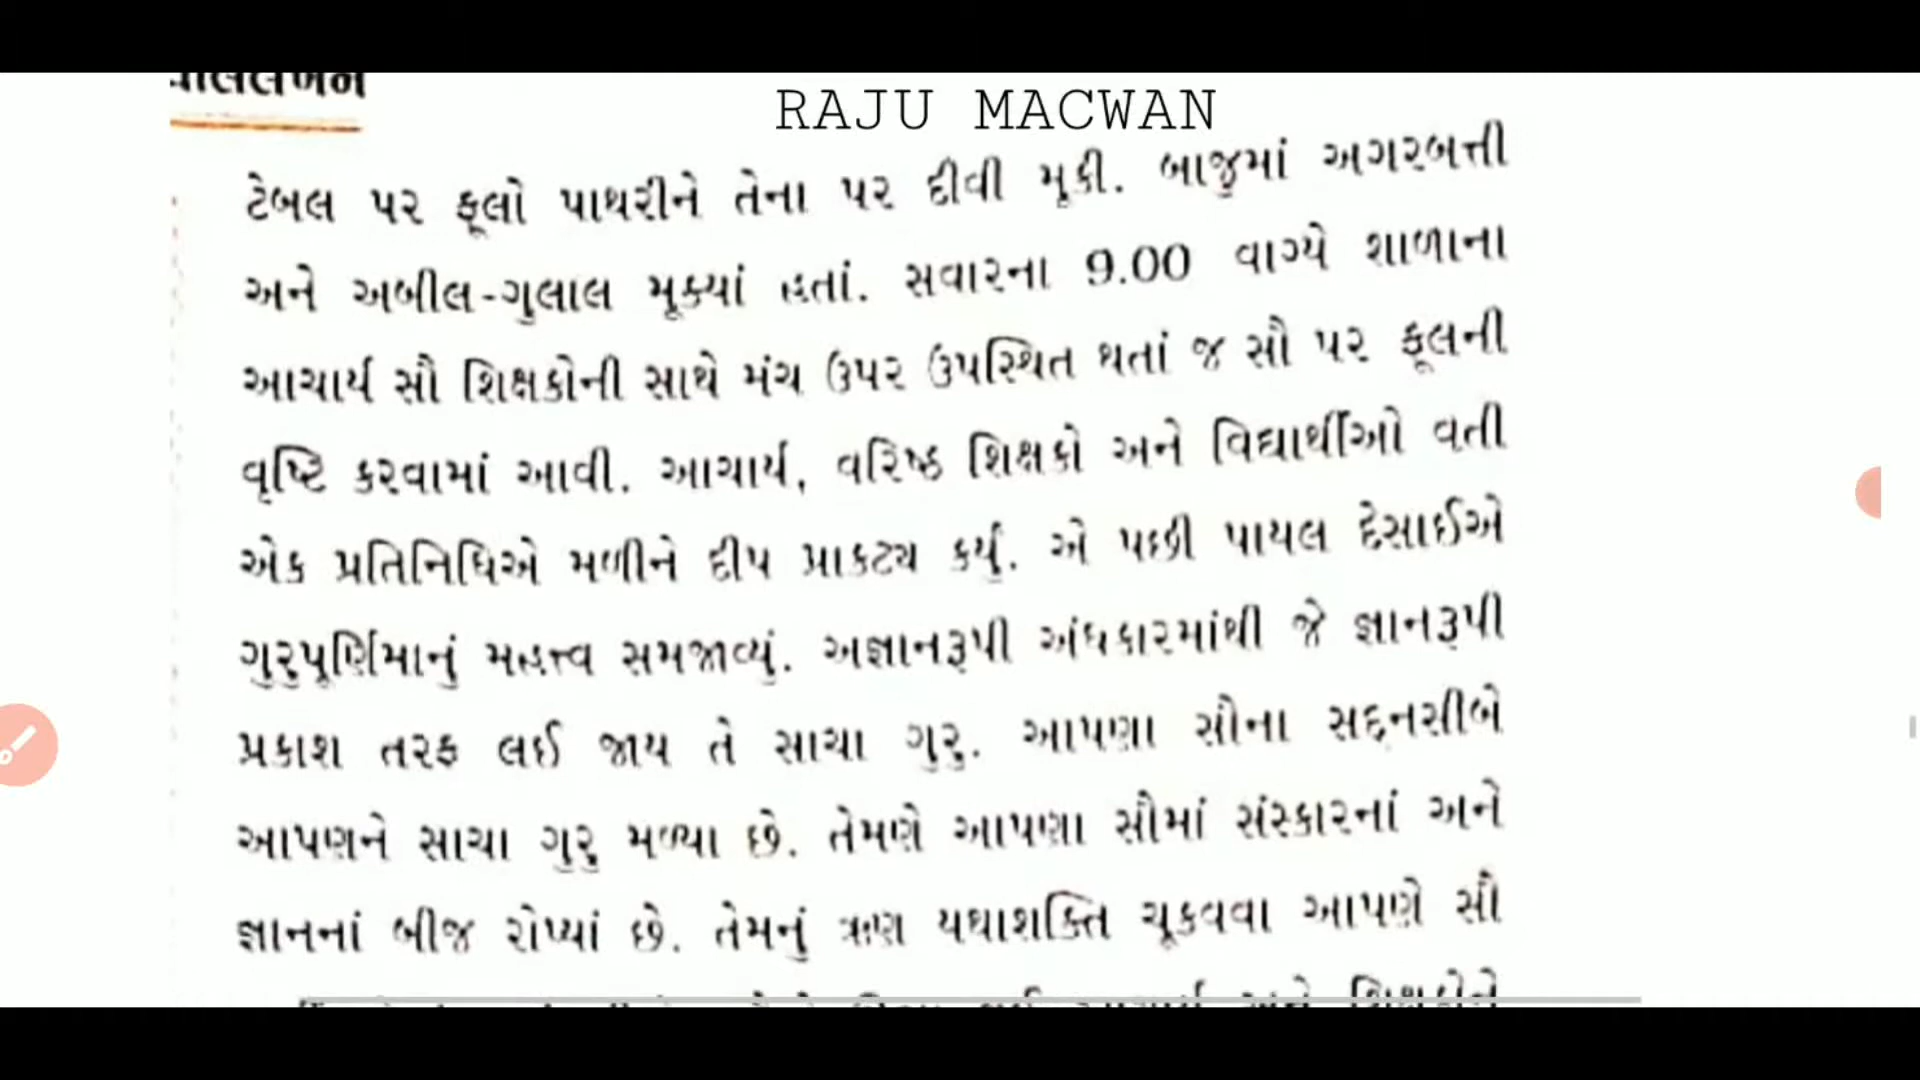 RAJU MACWAN
ટેબલ પર ફૂલો પાથરીને તેના પર દીવી મૂકી. બાજુમાં અગરબત્તી
અને અબીલ-ગુલાલ મૂક્યાં હતાં. સવારના 9.00 વાગ્યે શાળાના
આચાર્ય સૌ શિક્ષકોની સાથે મંચ ઉપર ઉપસ્થિત થતાં જ સૌ પર ફૂલની
વૃષ્ટિ કરવામાં આવી. આચાર્ય, વરિષ્ઠ શિક્ષકો અને વિદ્યાર્થીઓ વતી
એક પ્રતિનિધિએ મળીને દીપ પ્રાકટ્ય કર્યું. એ પછી પાયલ દેસાઈએ
ગુરુપૂર્ણિમાનું મહત્ત્વ સમજાવ્યું. અજ્ઞાનરૂપી અંધકારમાંથી જે જ્ઞાનરૂપી
પ્રકાશ તરફ લઈ જાય તે સાચા ગુરુ. આપણા સૌના સદ્દનસીબે
આપણને સાચા ગુરુ મળ્યા છે. તેમણે આપણા સૌમાં સંસ્કારનાં અને
જ્ઞાનનાં બીજ રોપ્યાં છે. તેમનું ઋણ યથાશક્તિ ચૂકવવા આપણે સૌ